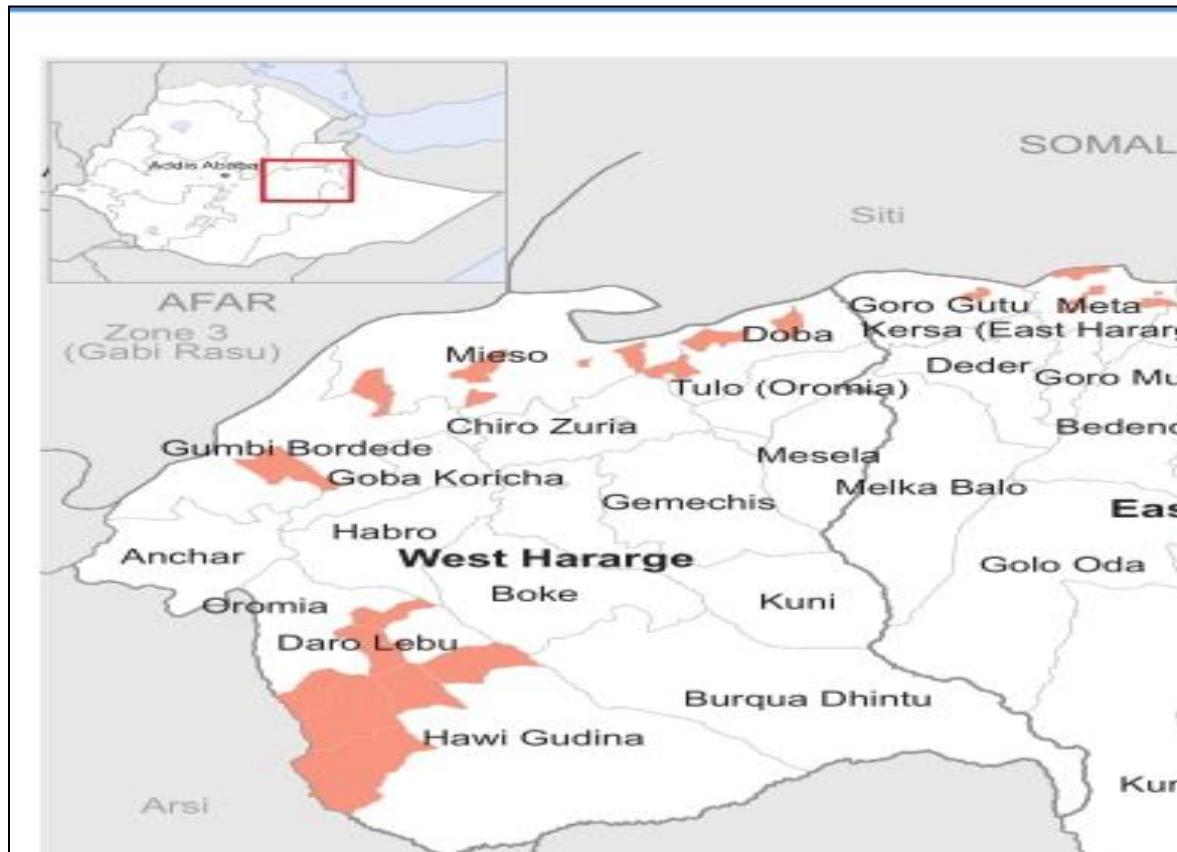 Addis Ababa
SOMAL
Siti
AFAR
Zone 3
(Gabi Rasu)
Goro Gutu
Meta
Kersa (East Hararg
Mieso
Doba
Deder
Goro Mu
Tulo (Oromia)
Chiro Zuria
Bedeno
Gumbi Bordede
Mesela
Goba Koricha
Melka Balo
Gemechis
Eas
Habro
Anchar
West Hararge
Golo Oda
Boke
Kuni
Oromia
Daro Lebu
Burqua Dhintu
Hawi Gudina
Kur
Arsi